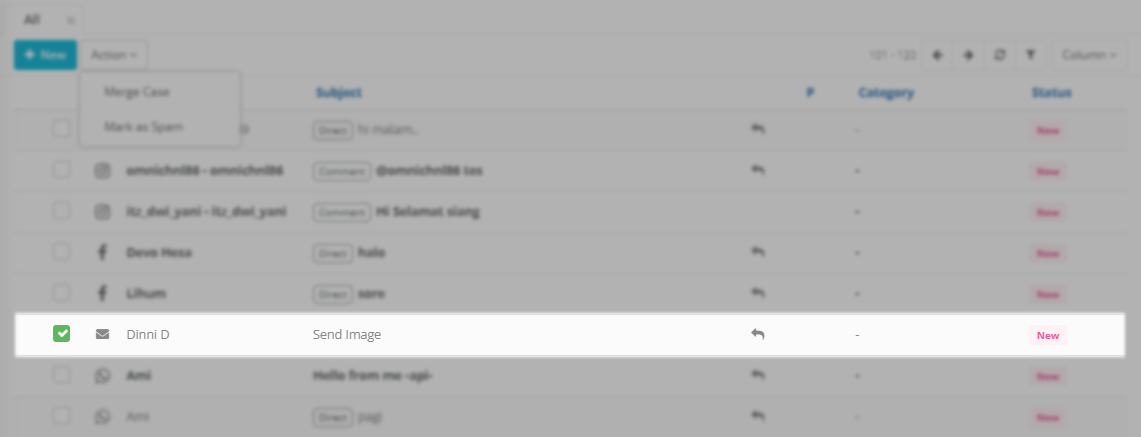 All ×
+ New Action 101 - 120 Column
Merge Case
Mark as Spam
Subject P Category Status
Direct hi malam.. - New
omnichnl86 - omnichnl86 Comment @omnichnl86 tes - New
itz_dwi_yani - itz_dwi_yani Comment Hi Selamat siang - New
Devo Hesa Direct halo - New
Lihum Direct sore - New
Dinni D Send Image - New
Ami Hello from me -api- - New
Ami Direct pagi - New